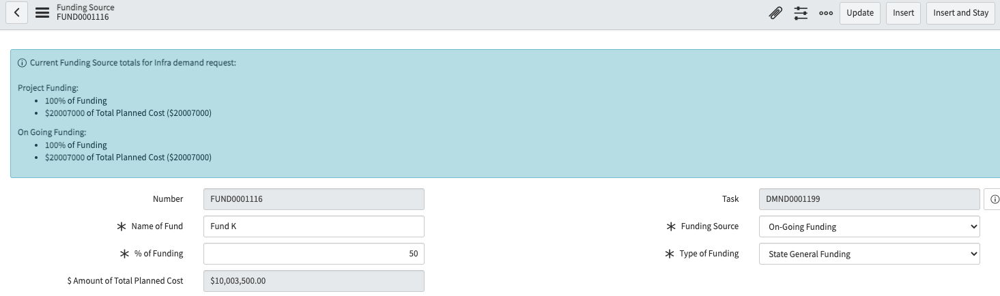 Funding Source
FUND0001116
Update
Insert
Insert and Stay
Current Funding Source totals for Infra demand request:
Project Funding:
• 100% of Funding
• $20007000 of Total Planned Cost ($20007000)
On Going Funding:
• 100% of Funding
• $20007000 of Total Planned Cost ($20007000)
Number FUND0001116 Task DMND0001199
Name of Fund Fund K Funding Source On-Going Funding
% of Funding 50 Type of Funding State General Funding
$ Amount of Total Planned Cost $10,003,500.00